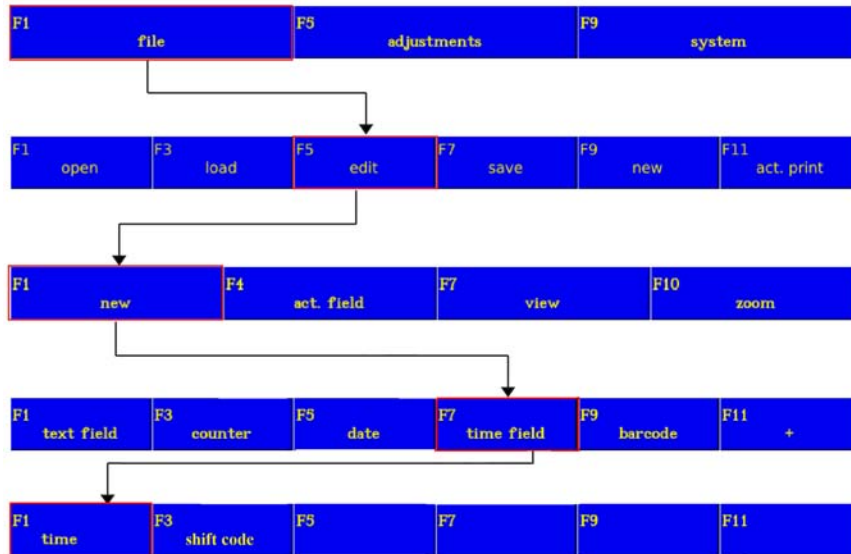 F1 F5 F9
file adjustments system
F1 F3 F5 F7 F9 F11
open load edit save new act. print
F1 F4 F7 F10
new act. field view zoom
F1 F3 F5 F7 F9 F11
text field counter date time field barcode +
F1 F3 F5 F7 F9 F11
time shift code